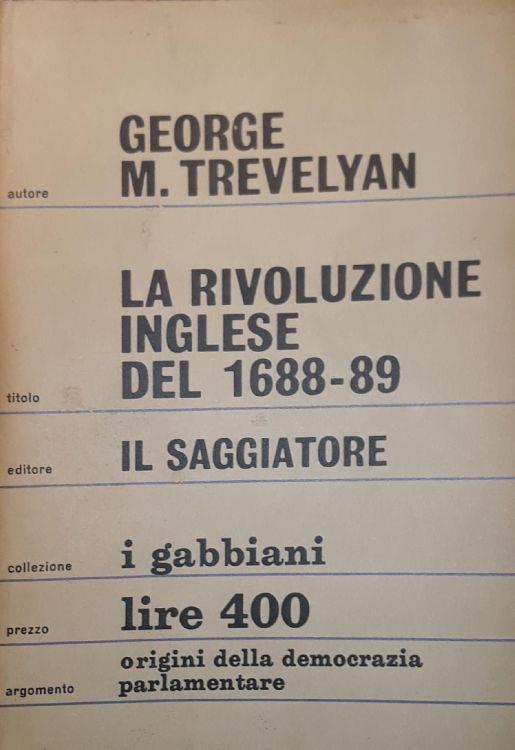 GEORGE
autore M. TREVELYAN
LA RIVOLUZIONE
INGLESE
titolo DEL 1688-89
editore IL SAGGIATORE
collezione i gabbiani
prezzo lire 400
origini della democrazia
argomento parlamentare